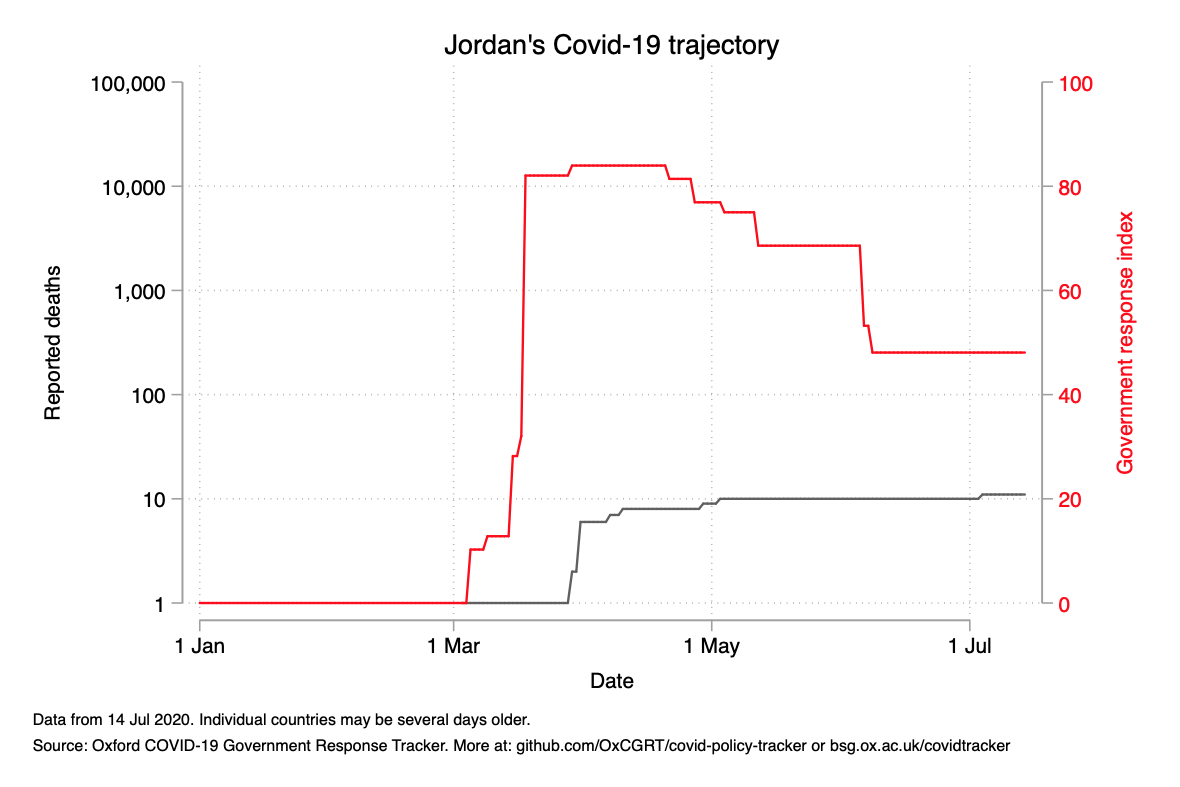 Jordan's Covid-19 trajectory
100,000
10,000
1,000
100
10
1
Reported deaths
100
80
60
40
20
0
Government response index
1 Jan
1 Mar
1 May
1 Jul
Date
Data from 14 Jul 2020. Individual countries may be several days older.
Source: Oxford COVID-19 Government Response Tracker. More at: github.com/OxCGRT/covid-policy-tracker or bsg.ox.ac.uk/covidtracker